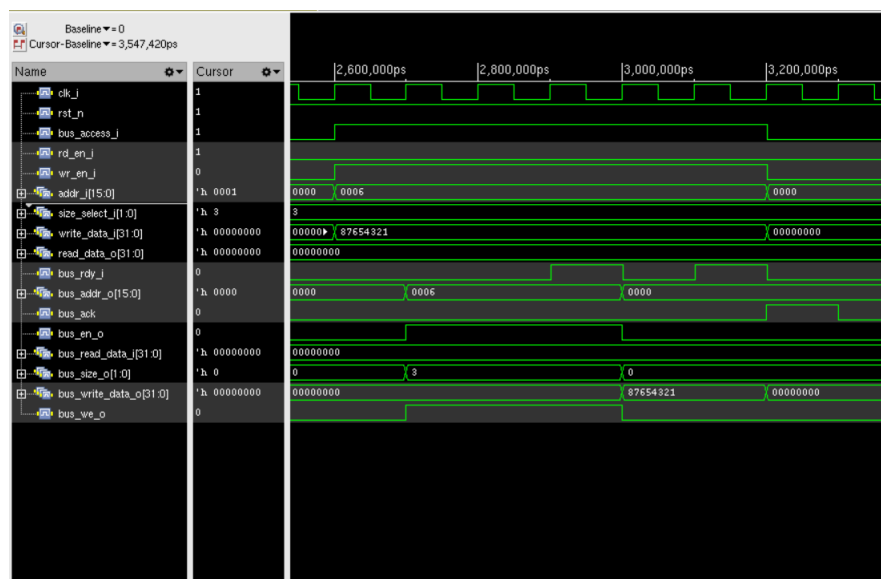 Baseline▼= 0
Cursor-Baseline▼= 3,547,420ps
Name Cursor 2,600,000ps 2,800,000ps 3,000,000ps 3,200,000ps
clk_i 1
rst_n 1
bus_access_i 1
rd_en_i 1
wr_en_i 0
addr_i[15:0] 'h 0001 0000 0006 0000
size_select_i[1:0] 'h 3 3
write_data_i[31:0] 'h 00000000 00000▶ 87654321 00000000
read_data_o[31:0] 'h 00000000 00000000
bus_rdy_i 0
bus_addr_o[15:0] 'h 0000 0000 0006 0000
bus_ack 0
bus_en_o 0
bus_read_data_i[31:0] 'h 00000000 00000000
bus_size_o[1:0] 'h 0 0 3 0
bus_write_data_o[31:0] 'h 00000000 00000000 87654321 00000000
bus_we_o 0